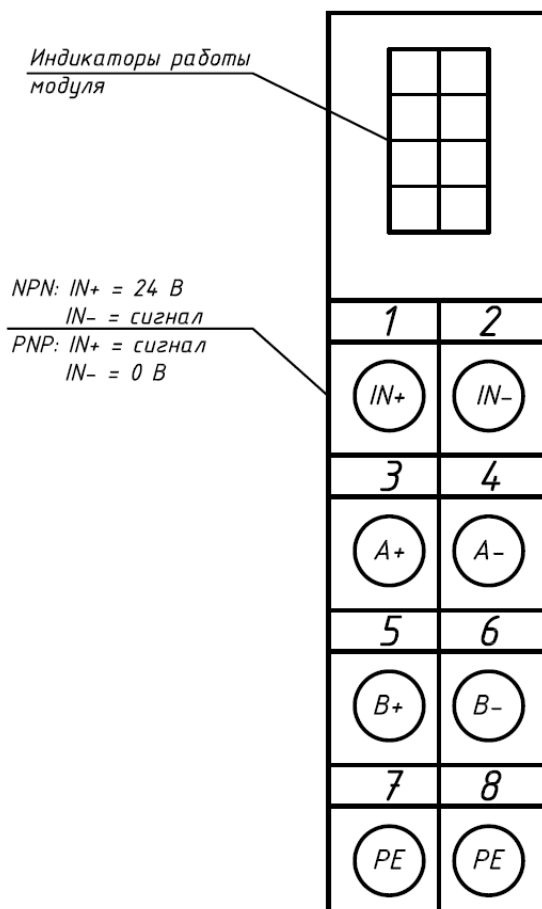 Индикаторы работы
модуля
NPN: IN+ = 24 В
IN- = сигнал
PNP: IN+ = сигнал
IN- = 0 В
1 2
IN+ IN-
3 4
A+ A-
5 6
B+ B-
7 8
PE PE